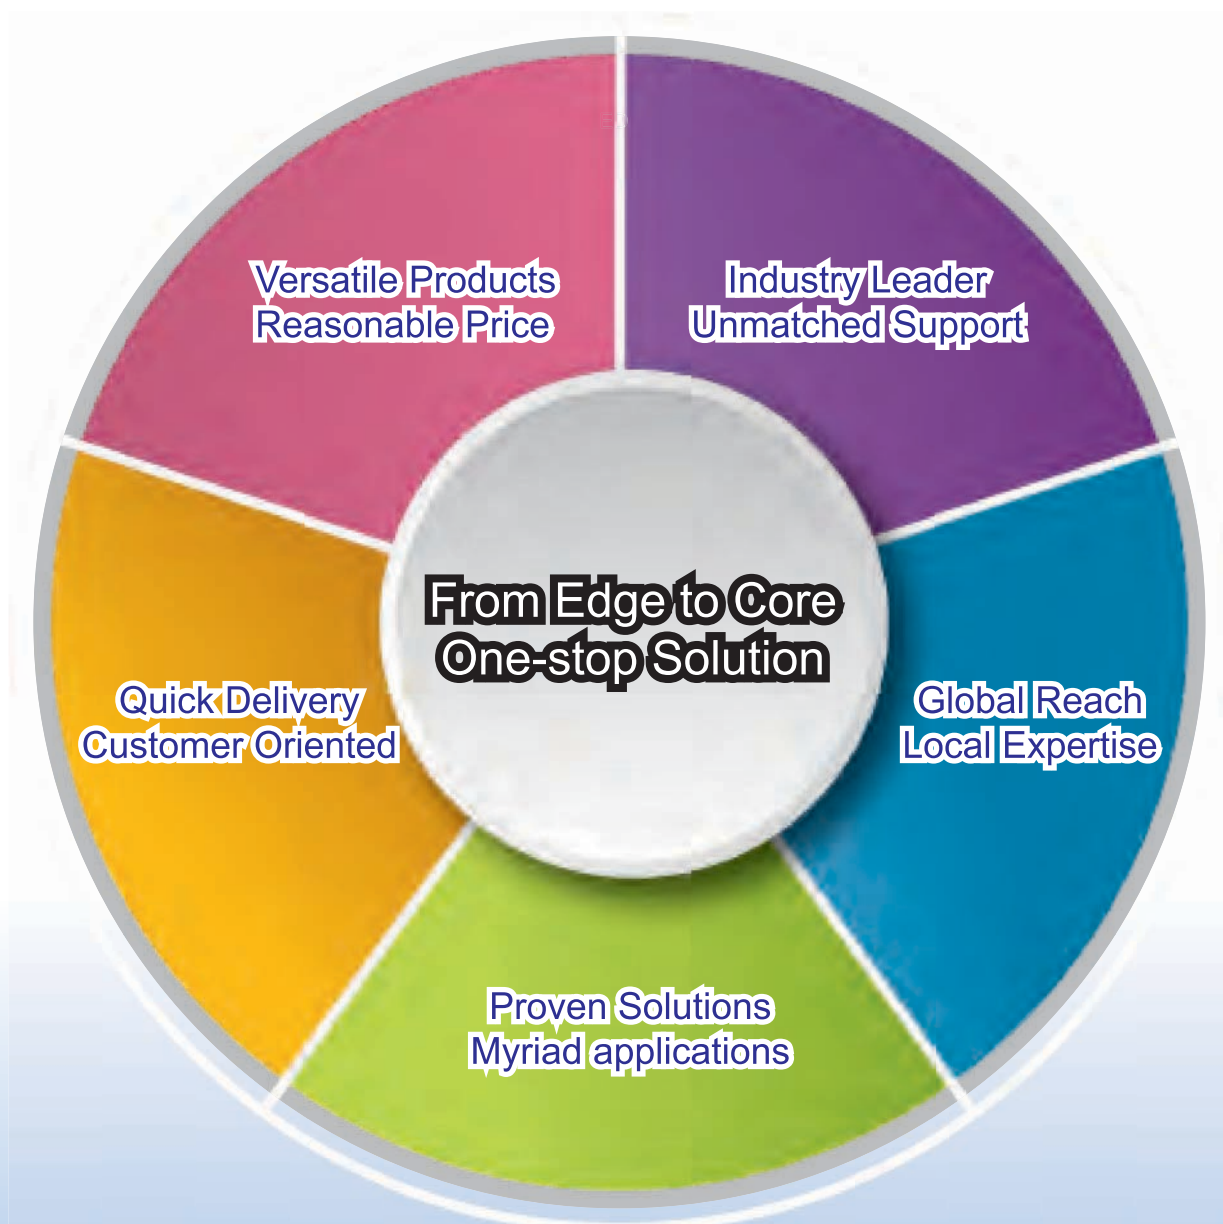 Versatile Products
Reasonable Price
Industry Leader
Unmatched Support
From Edge to Core
One-stop Solution
Quick Delivery
Customer Oriented
Global Reach
Local Expertise
Proven Solutions
Myriad applications